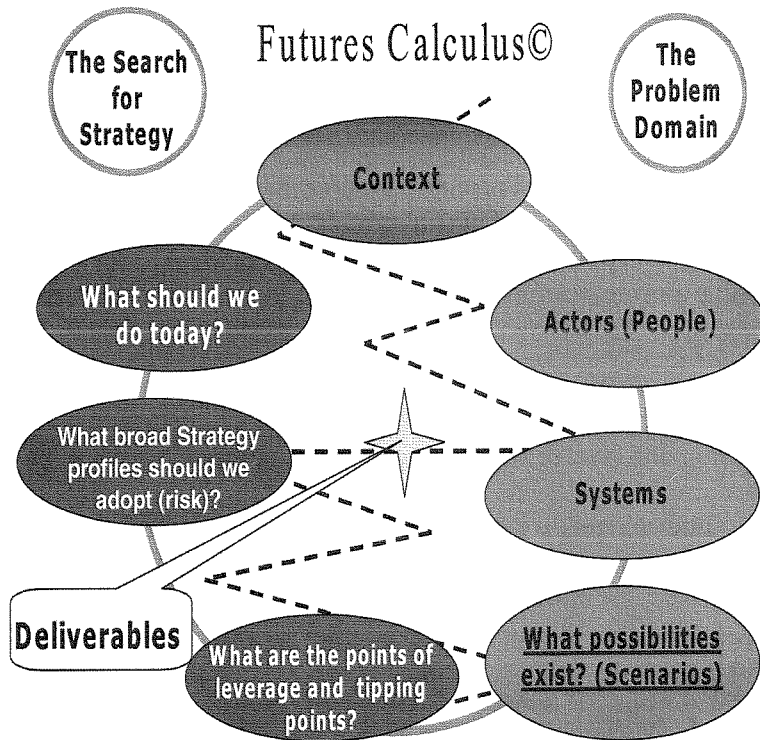 Futures Calculus©
The Search
for
Strategy
The
Problem
Domain
Context
What should we
do today?
Actors (People)
What broad Strategy
profiles should we
adopt (risk)?
Systems
Deliverables
What are the points of
leverage and tipping
points?
What possibilities
exist? (Scenarios)